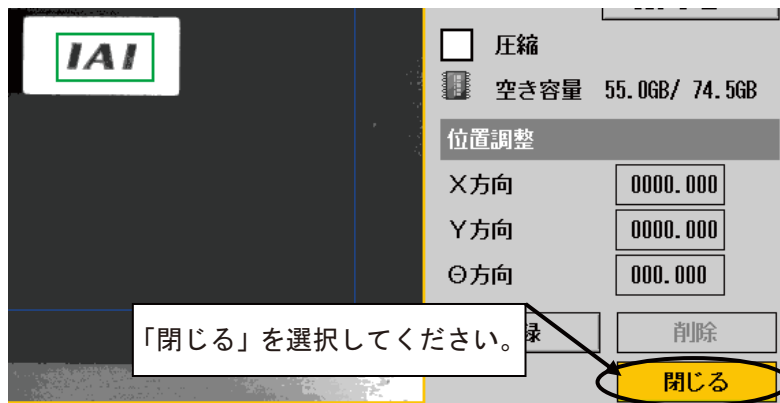 IAI
圧縮
空き容量 55.0GB/ 74.5GB
位置調整
X方向 0000.000
Y方向 0000.000
Θ方向 000.000
「閉じる」を選択してください。
録 削除
閉じる